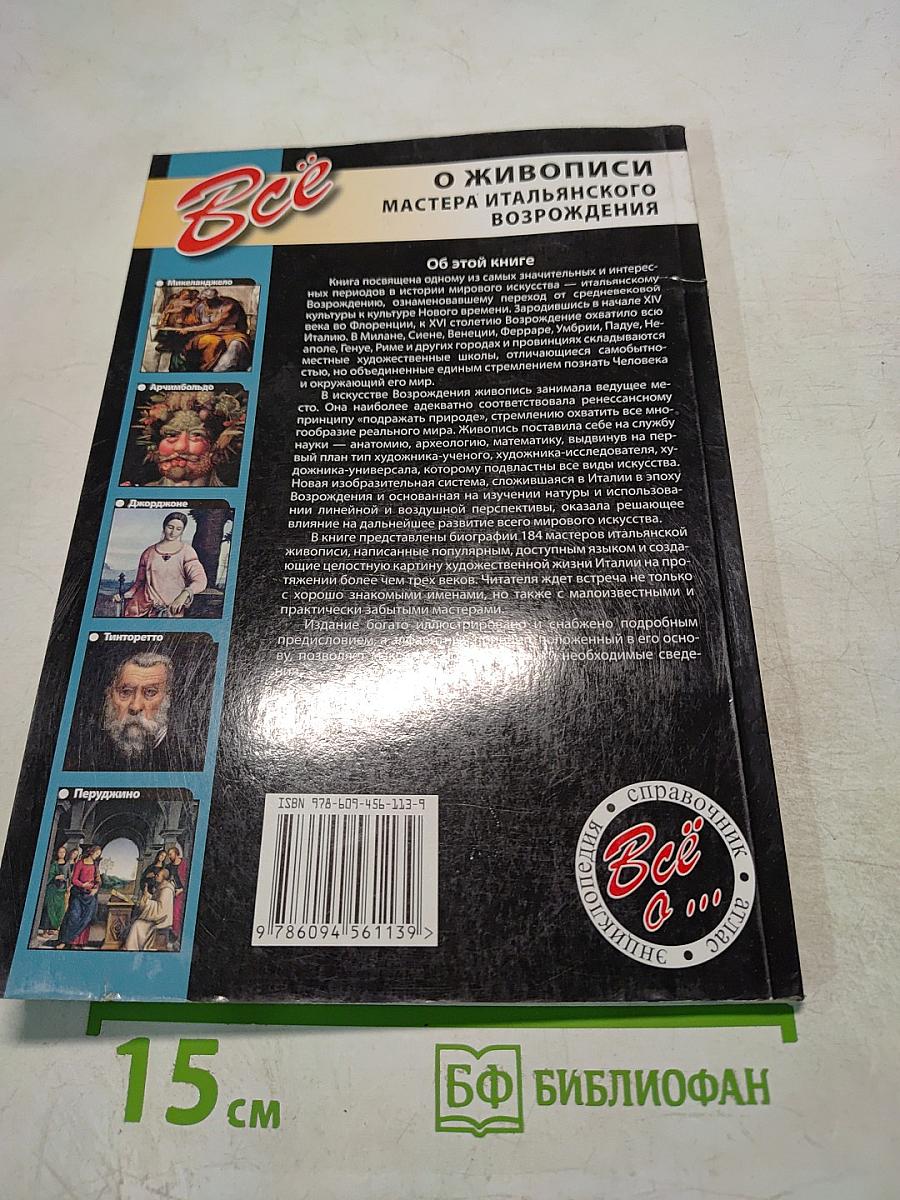 Всё
О ЖИВОПИСИ
МАСТЕРА ИТАЛЬЯНСКОГО
ВОЗРОЖДЕНИЯ
Микеланджело
Арчимбольдо
Джорджоне
Тинторетто
Перуджино
Об этой книге
Книга посвящена одному из самых значительных и интерес-
ных периодов в истории мирового искусства — итальянскому
Возрождению, ознаменовавшему переход от средневековой
культуры к культуре Нового времени. Зародившись в начале XIV
века во Флоренции, к XVI столетию Возрождение охватило всю
Италию. В Милане, Сиене, Венеции, Ферраре, Умбрии, Падуе, Не-
аполе, Генуе, Риме и других городах и провинциях складываются
местные художественные школы, отличающиеся самобытно-
стью, но объединенные единым стремлением познать Человека
и окружающий его мир.
В искусстве Возрождения живопись занимала ведущее ме-
сто. Она наиболее адекватно соответствовала ренессансному
принципу «подражать природе», стремлению охватить все мно-
гообразие реального мира. Живопись поставила себе на службу
науки — анатомию, археологию, математику, выдвинув на пер-
вый план тип художника-ученого, художника-исследователя, ху-
дожника-универсала, которому подвластны все виды искусства.
Новая изобразительная система, сложившаяся в Италии в эпоху
Возрождения и основанная на изучении натуры и использова-
нии линейной и воздушной перспективы, оказала решающее
влияние на дальнейшее развитие всего мирового искусства.
В книге представлены биографии 184 мастеров итальянской
живописи, написанные популярным, доступным языком и созда-
ющие целостную картину художественной жизни Италии на про-
тяжении более чем трех веков. Читателя ждет встреча не только
с хорошо знакомыми именами, но также с малоизвестными и
практически забытыми мастерами.
Издание богато иллюстрировано и снабжено подробным
предисловием, а положенный в его осно-
ву, необходимые сведе-
ISBN 978-609-456-113-9
9 786094 561139 >
справочник • атлас • энциклопедия •
Всё
о ...
15 см
БФ БИБЛИОФАН